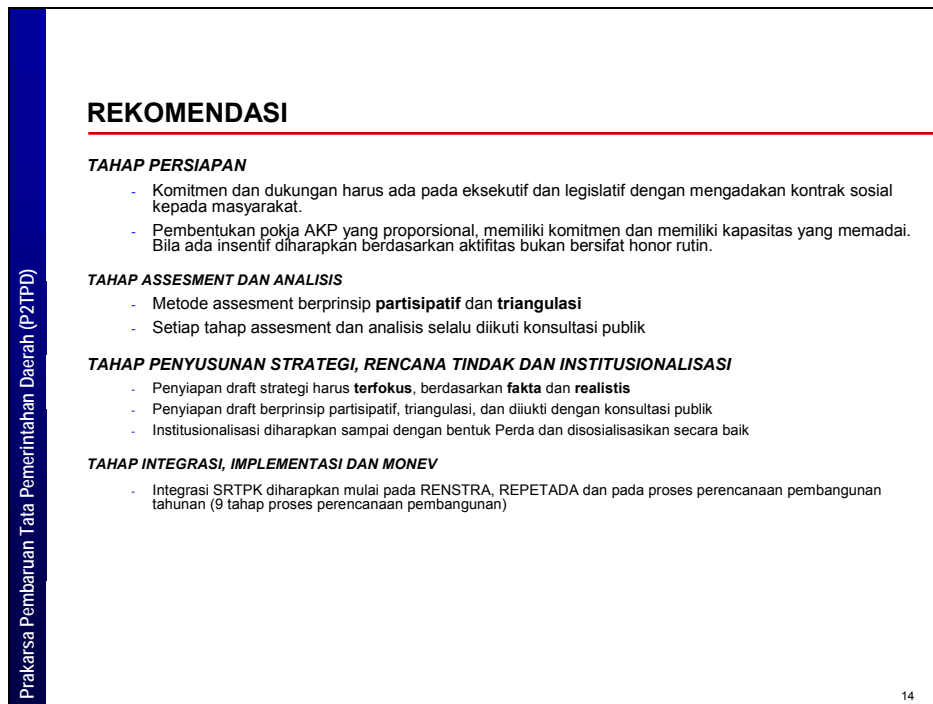 REKOMENDASI
TAHAP PERSIAPAN
- Komitmen dan dukungan harus ada pada eksekutif dan legislatif dengan mengadakan kontrak sosial
kepada masyarakat.
- Pembentukan pokja AKP yang proporsional, memiliki komitmen dan memiliki kapasitas yang memadai.
Bila ada insentif diharapkan berdasarkan aktifitas bukan bersifat honor rutin.
TAHAP ASSESMENT DAN ANALISIS
- Metode assesment berprinsip partisipatif dan triangulasi
- Setiap tahap assesment dan analisis selalu diikuti konsultasi publik
TAHAP PENYUSUNAN STRATEGI, RENCANA TINDAK DAN INSTITUSIONALISASI
- Penyiapan draft strategi harus terfokus, berdasarkan fakta dan realistis
- Penyiapan draft berprinsip partisipatif, triangulasi, dan diiukti dengan konsultasi publik
- Institusionalisasi diharapkan sampai dengan bentuk Perda dan disosialisasikan secara baik
TAHAP INTEGRASI, IMPLEMENTASI DAN MONEV
- Integrasi SRTPK diharapkan mulai pada RENSTRA, REPETADA dan pada proses perencanaan pembangunan
tahunan (9 tahap proses perencanaan pembangunan)
Prakarsa Pembaruan Tata Pemerintahan Daerah (P2TPD)
14